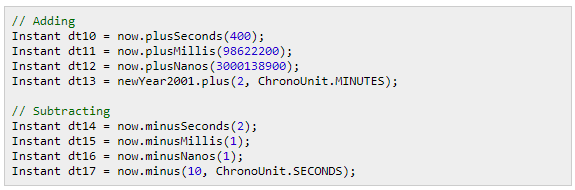 // Adding
Instant dt10 = now.plusSeconds(400);
Instant dt11 = now.plusMillis(98622200);
Instant dt12 = now.plusNanos(3000138900);
Instant dt13 = newYear2001.plus(2, ChronoUnit.MINUTES);
// Subtracting
Instant dt14 = now.minusSeconds(2);
Instant dt15 = now.minusMillis(1);
Instant dt16 = now.minusNanos(1);
Instant dt17 = now.minus(10, ChronoUnit.SECONDS);